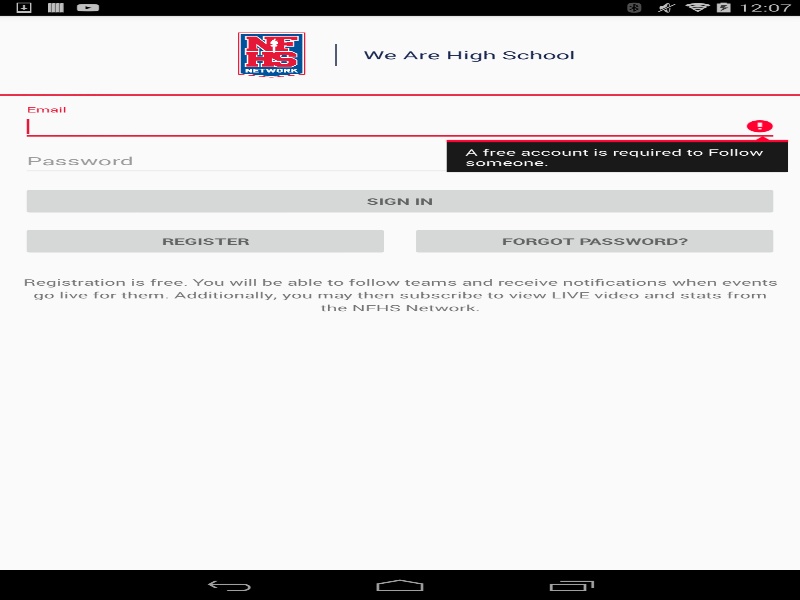 12:07
NF
HS
NETWORK
We Are High School
Email
A free account is required to Follow
someone.
Password
SIGN IN
REGISTER
FORGOT PASSWORD?
Registration is free. You will be able to follow teams and receive notifications when events
go live for them. Additionally, you may then subscribe to view LIVE video and stats from
the NFHS Network.